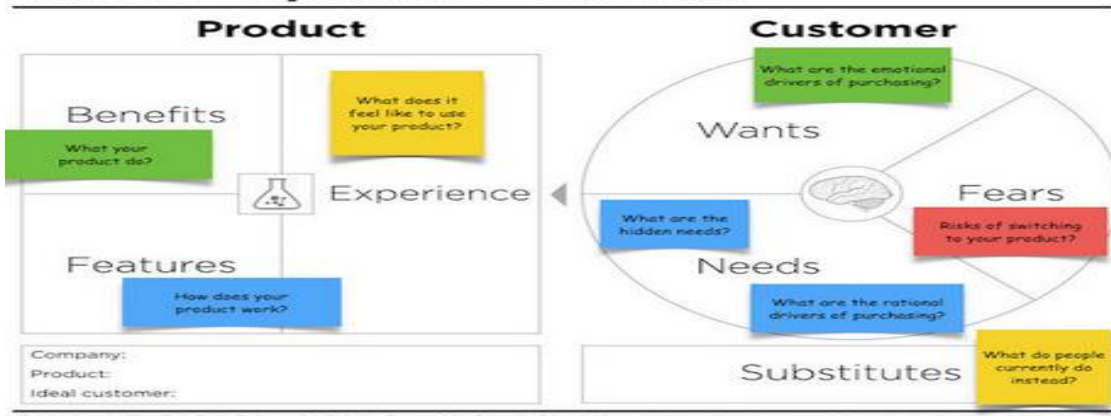 Product
Benefits
What your
product do?
What does it
feel like to use
your product?
Experience
Features
How does your
product work?
Company:
Product:
Ideal customer:
Customer
What are the emotional
drivers of purchasing?
Wants
Fears
Risks of switching
to your product?
What are the
hidden needs?
Needs
What are the rational
drivers of purchasing?
Substitutes
What do people
currently do
instead?